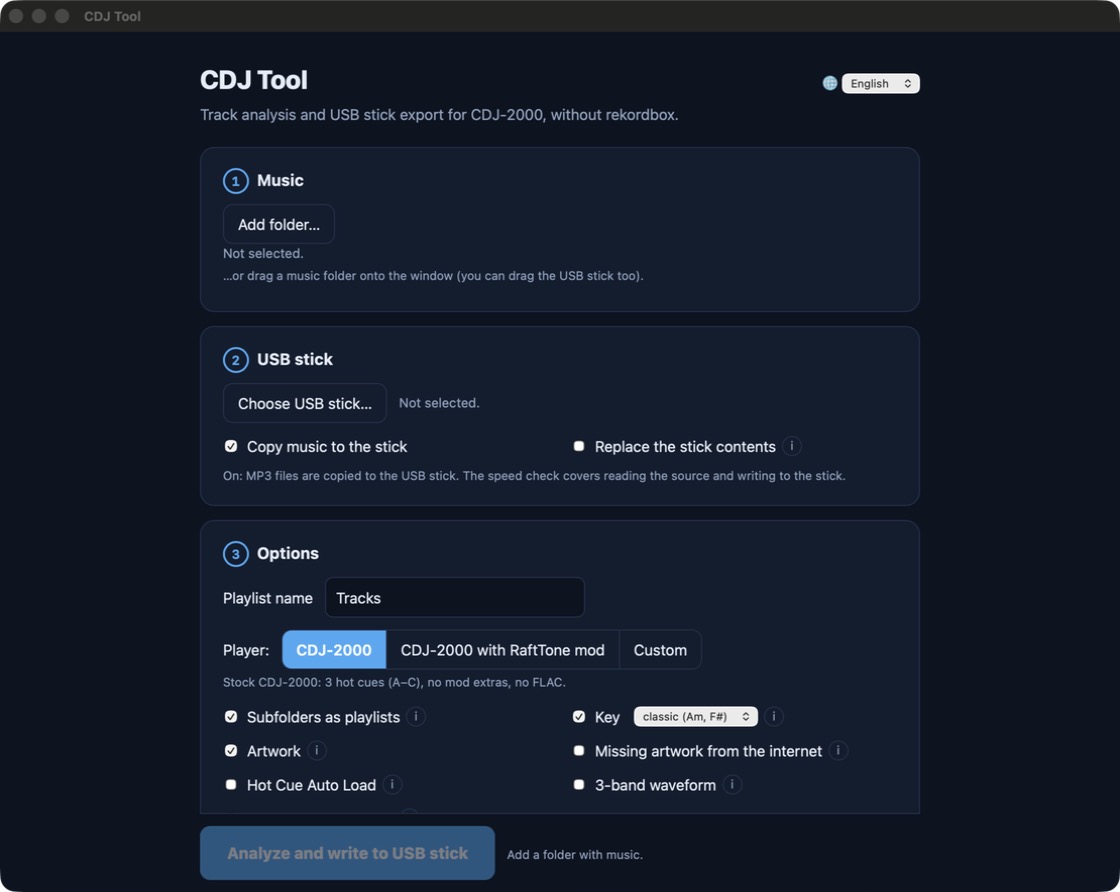 CDJ Tool
CDJ Tool
English
Track analysis and USB stick export for CDJ-2000, without rekordbox.
1 Music
Add folder...
Not selected.
...or drag a music folder onto the window (you can drag the USB stick too).
2 USB stick
Choose USB stick... Not selected.
Copy music to the stick
Replace the stick contents i
On: MP3 files are copied to the USB stick. The speed check covers reading the source and writing to the stick.
3 Options
Playlist name Tracks
Player: CDJ-2000 CDJ-2000 with RaftTone mod Custom
Stock CDJ-2000: 3 hot cues (A–C), no mod extras, no FLAC.
Subfolders as playlists i
Key classic (Am, F#) i
Artwork i
Missing artwork from the internet i
Hot Cue Auto Load i
3-band waveform i
Analyze and write to USB stick Add a folder with music.